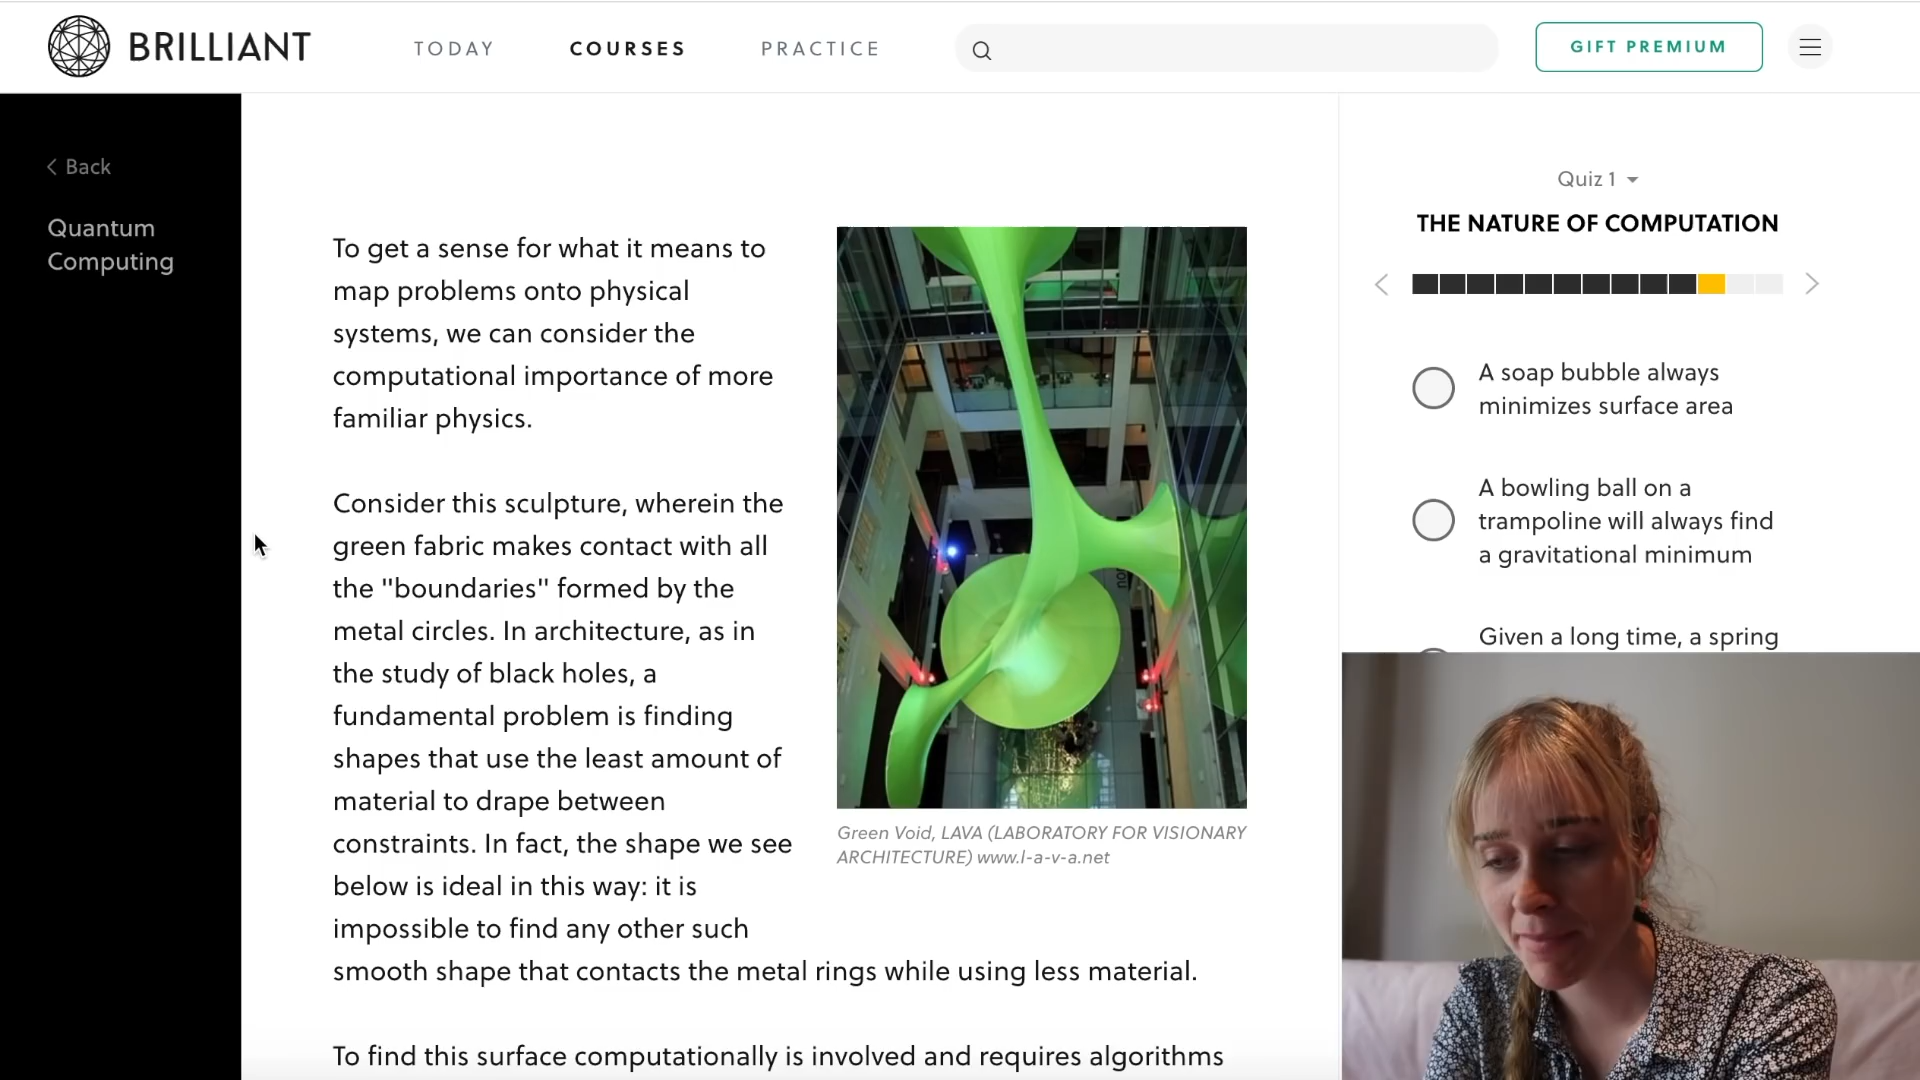 BRILLIANT
TODAY
COURSES
PRACTICE
GIFT PREMIUM
Back
Quantum
Computing
To get a sense for what it means to
map problems onto physical
systems, we can consider the
computational importance of more
familiar physics.
Consider this sculpture, wherein the
green fabric makes contact with all
the "boundaries" formed by the
metal circles. In architecture, as in
the study of black holes, a
fundamental problem is finding
shapes that use the least amount of
material to drape between
constraints. In fact, the shape we see
below is ideal in this way: it is
impossible to find any other such
smooth shape that contacts the metal rings while using less material.
To find this surface computationally is involved and requires algorithms
Green Void, LAVA (LABORATORY FOR VISIONARY
ARCHITECTURE) www.l-a-v-a.net
Quiz 1
THE NATURE OF COMPUTATION
A soap bubble always
minimizes surface area
A bowling ball on a
trampoline will always find
a gravitational minimum
Given a long time, a spring